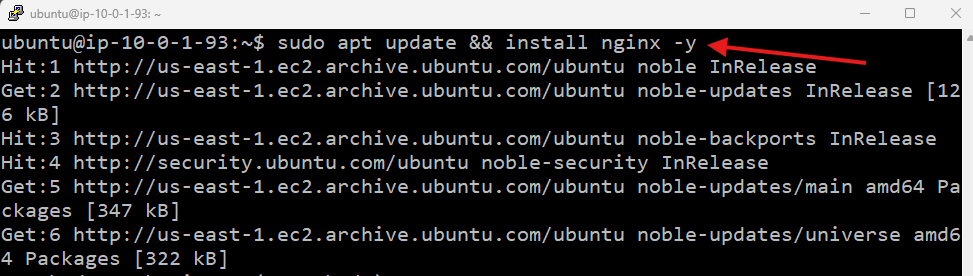 ubuntu@ip-10-0-1-93: ~
ubuntu@ip-10-0-1-93:~$ sudo apt update && install nginx -y
Hit:1 http://us-east-1.ec2.archive.ubuntu.com/ubuntu noble InRelease
Get:2 http://us-east-1.ec2.archive.ubuntu.com/ubuntu noble-updates InRelease [12
6 kB]
Hit:3 http://us-east-1.ec2.archive.ubuntu.com/ubuntu noble-backports InRelease
Hit:4 http://security.ubuntu.com/ubuntu noble-security InRelease
Get:5 http://us-east-1.ec2.archive.ubuntu.com/ubuntu noble-updates/main amd64 Pa
ckages [347 kB]
Get:6 http://us-east-1.ec2.archive.ubuntu.com/ubuntu noble-updates/universe amd6
4 Packages [322 kB]